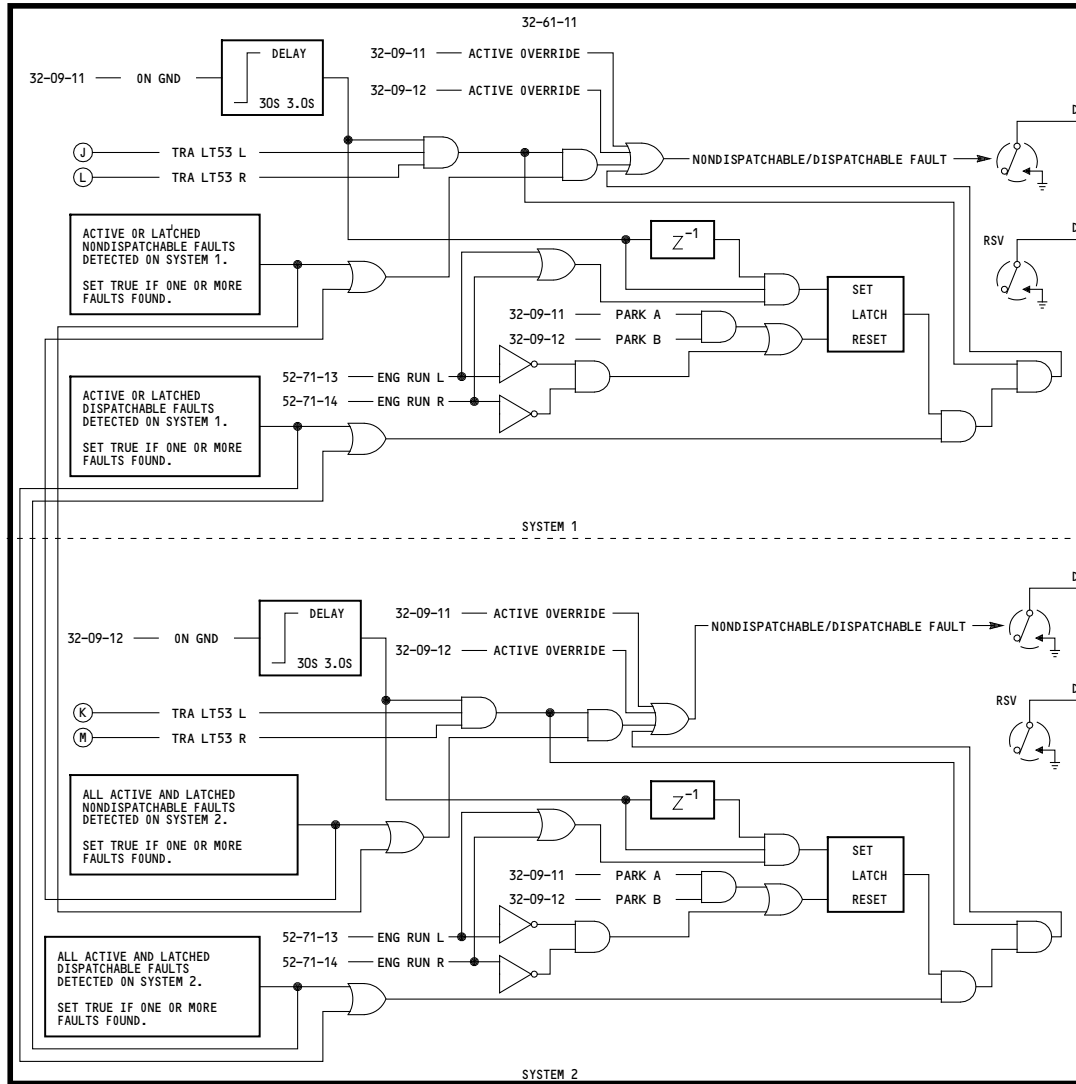 32-61-11
DELAY
30S 3.0S
32-09-11 ON GND
32-09-11 ACTIVE OVERRIDE
32-09-12 ACTIVE OVERRIDE
J TRA LT53 L
L TRA LT53 R
NONDISPATCHABLE/DISPATCHABLE FAULT
D
ACTIVE OR LATCHED
NONDISPATCHABLE FAULTS
DETECTED ON SYSTEM 1.
SET TRUE IF ONE OR MORE
FAULTS FOUND.
Z⁻¹
RSV
D
SET
LATCH
RESET
32-09-11 PARK A
32-09-12 PARK B
52-71-13 ENG RUN L
52-71-14 ENG RUN R
ACTIVE OR LATCHED
DISPATCHABLE FAULTS
DETECTED ON SYSTEM 1.
SET TRUE IF ONE OR MORE
FAULTS FOUND.
SYSTEM 1
DELAY
30S 3.0S
32-09-12 ON GND
32-09-11 ACTIVE OVERRIDE
32-09-12 ACTIVE OVERRIDE
NONDISPATCHABLE/DISPATCHABLE FAULT
D
K TRA LT53 L
M TRA LT53 R
RSV
D
ALL ACTIVE AND LATCHED
NONDISPATCHABLE FAULTS
DETECTED ON SYSTEM 2.
SET TRUE IF ONE OR MORE
FAULTS FOUND.
Z⁻¹
SET
LATCH
RESET
32-09-11 PARK A
32-09-12 PARK B
52-71-13 ENG RUN L
52-71-14 ENG RUN R
ALL ACTIVE AND LATCHED
DISPATCHABLE FAULTS
DETECTED ON SYSTEM 2.
SET TRUE IF ONE OR MORE
FAULTS FOUND.
SYSTEM 2